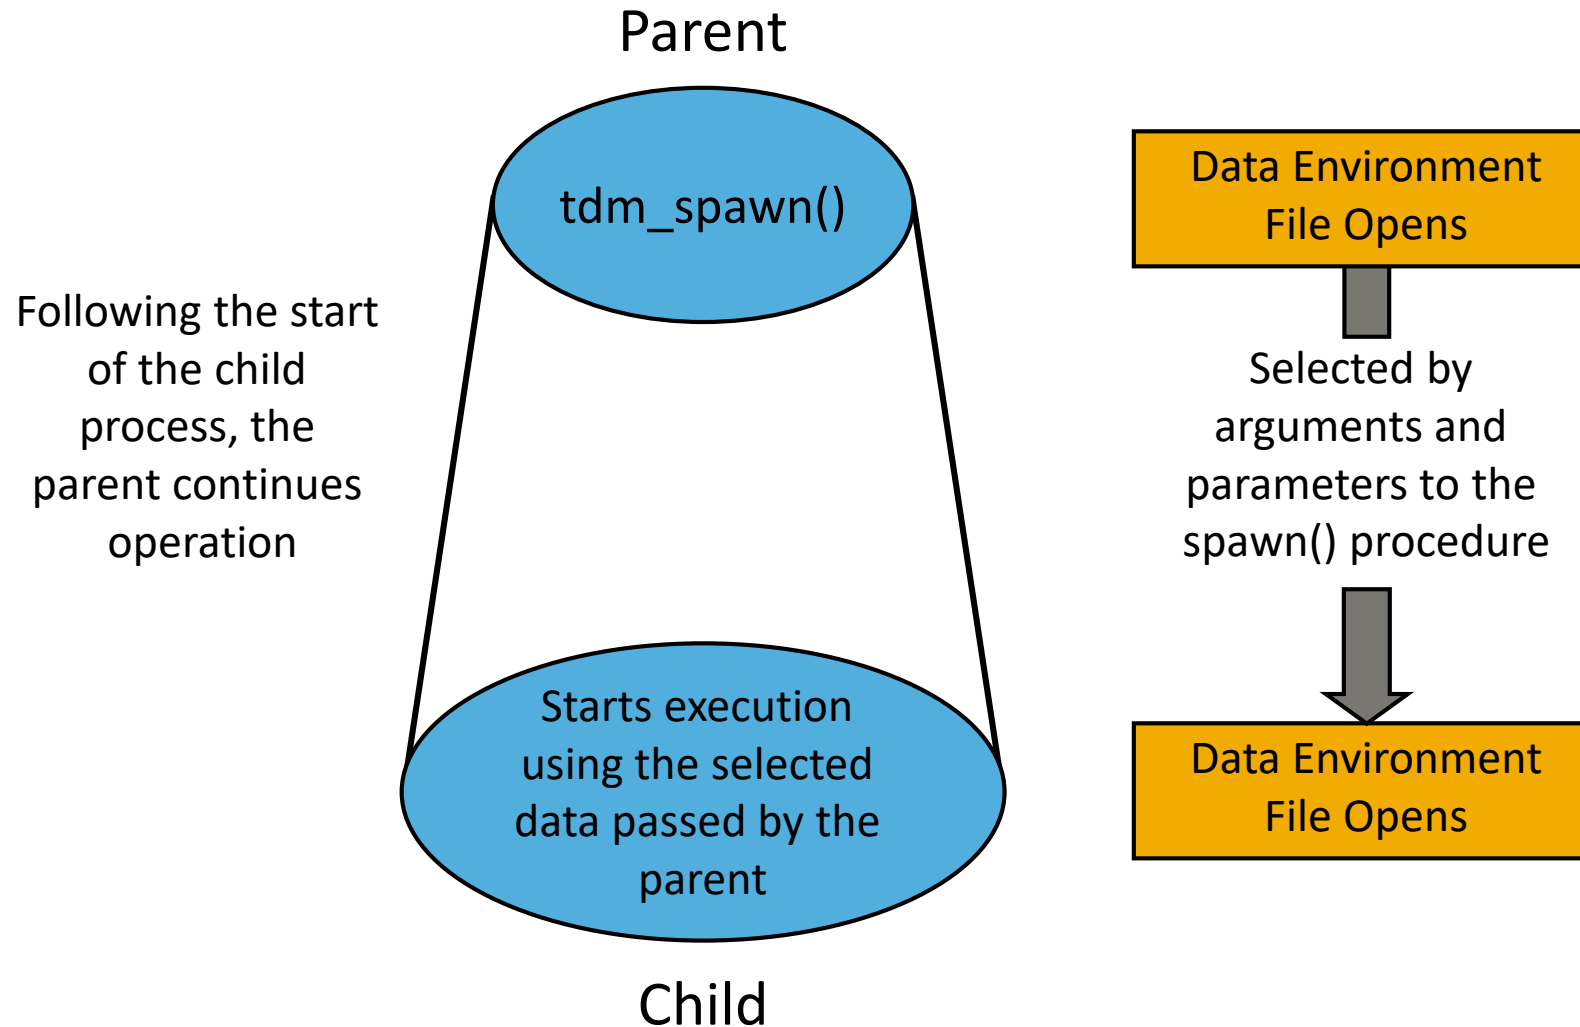 Parent
tdm_spawn()
Following the start
of the child
process, the
parent continues
operation
Data Environment
File Opens
Selected by
arguments and
parameters to the
spawn() procedure
Starts execution
using the selected
data passed by the
parent
Data Environment
File Opens
Child